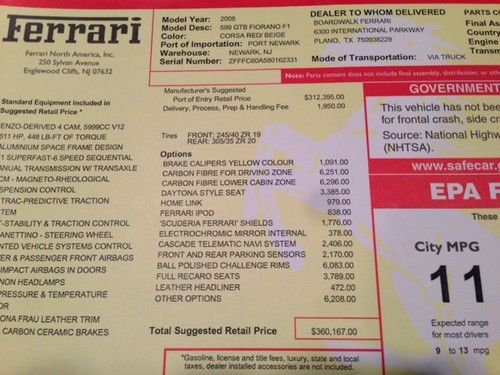 Ferrari
Ferrari North America, Inc.
250 Sylvan Avenue
Englewood Cliffs, NJ 07632
Model Year: 2008
Model Desc: 599 GTB FIORANO F1
Color: CORSA RED/ BEIGE
Port of Importation: PORT NEWARK
Warehouse: NEWARK, NJ
Serial Number: ZFFFC60A580162331
DEALER TO WHOM DELIVERED
BOARDWALK FERRARI
6300 INTERNATIONAL PARKWAY
PLANO, TX 750938229
Mode of Transportation: VIA TRUCK
PARTS CO
Final As
Country
Engine
Transm
Note: Parts content does not include final assembly, distribution, or othe
Standard Equipment Included in
Suggested Retail Price *
ENZO-DERIVED 4 CAM, 5999CC V12
611 HP, 448 LB-FT OF TORQUE
ALUMINIUM SPACE FRAME DESIGN
1 SUPERFAST-6 SPEED SEQUENTIAL
MANUAL TRANSMISSION W/ TRANSAXLE
CM - MAGNETO-RHEOLOGICAL
SPENSION CONTROL
TRAC-PREDICTIVE TRACTION
TEM
T-STABILITY & TRACTION CONTROL
ANETTINO - STEERING WHEEL
NTED VEHICLE SYSTEMS CONTROL
ER & PASSENGER FRONT AIRBAGS
IMPACT AIRBAGS IN DOORS
NON HEADLAMPS
PRESSURE & TEMPERATURE
OR
ONA FRAU LEATHER TRIM
CARBON CERAMIC BRAKES
Manufacturer's Suggested
Port of Entry Retail Price $312,395.00
Delivery, Process, Prep & Handling Fee 1,950.00
Tires FRONT: 245/40 ZR 19
REAR: 305/35 ZR 20
Options
BRAKE CALIPERS YELLOW COLOUR 1,091.00
CARBON FIBRE FOR DRIVING ZONE 6,251.00
CARBON FIBRE LOWER CABIN ZONE 6,296.00
DAYTONA STYLE SEAT 3,385.00
HOME LINK 979.00
FERRARI IPOD 838.00
'SCUDERIA FERRARI' SHIELDS 1,776.00
ELECTROCHROMIC MIRROR INTERNAL 378.00
CASCADE TELEMATIC NAVI SYSTEM 2,406.00
FRONT AND REAR PARKING SENSORS 2,170.00
BALL POLISHED CHALLENGE RIMS 6,083.00
FULL RECARO SEATS 3,789.00
LEATHER HEADLINER 472.00
OTHER OPTIONS 6,208.00
Total Suggested Retail Price $360,167.00
*Gasoline, license and title fees, luxury, state and local
taxes, dealer installed accessories are not included.
GOVERNMENT
This vehicle has not bee
for frontal crash, side cr
Source: National Highw
(NHTSA).
www.safecar.g
EPA F
These
City MPG
11
Expected range
for most drivers
9 to 13 mpg